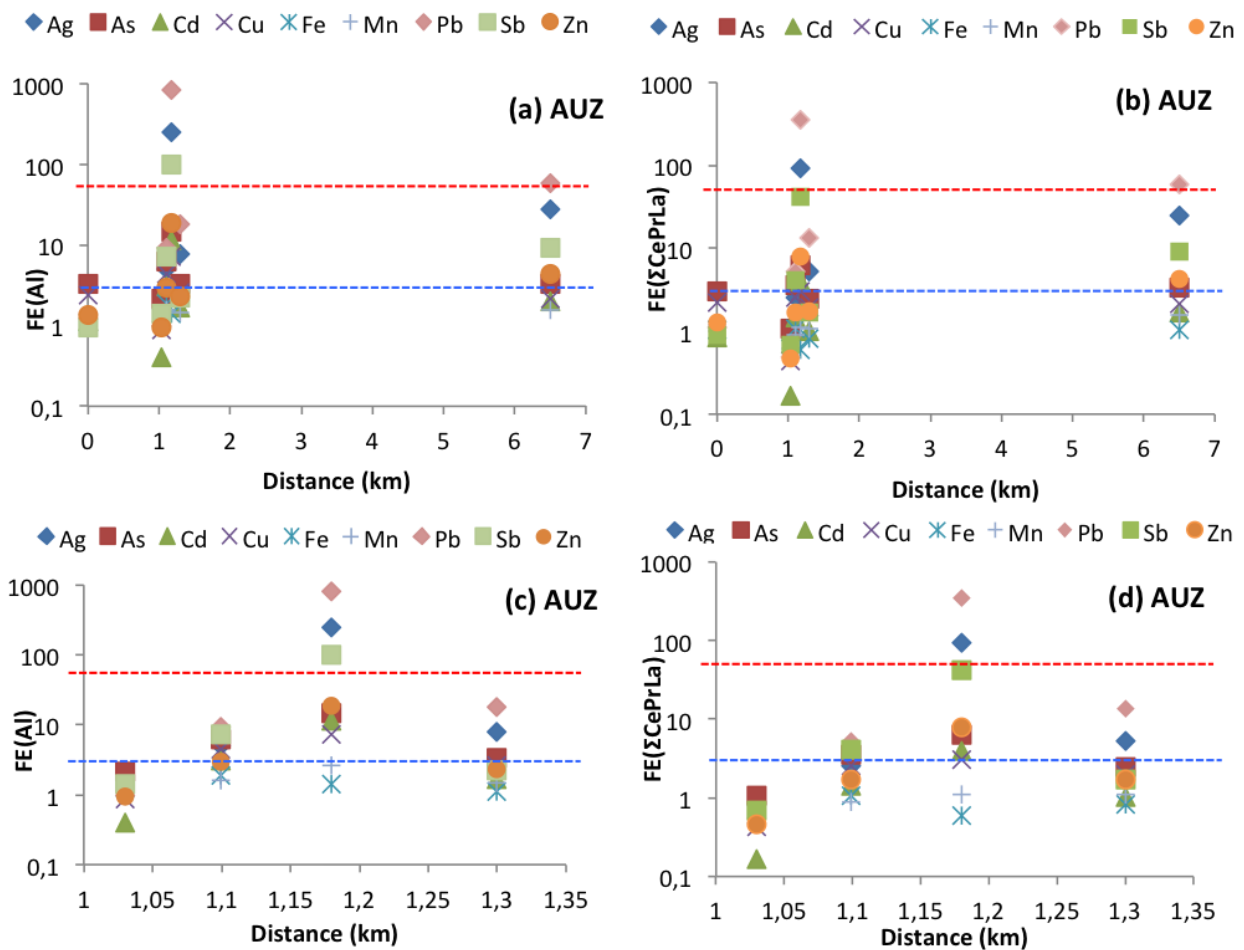 Ag As Cd Cu Fe Mn Pb Sb Zn
(a) AUZ
FE(Al)
1000
100
10
1
0,1
0 1 2 3 4 5 6 7
Distance (km)
Ag As Cd Cu Fe Mn Pb Sb Zn
(b) AUZ
FE(ΣCePrLa)
1000
100
10
1
0,1
0 1 2 3 4 5 6 7
Distance (km)
Ag As Cd Cu Fe Mn Pb Sb Zn
(c) AUZ
FE(Al)
1000
100
10
1
0,1
1 1,05 1,1 1,15 1,2 1,25 1,3 1,35
Distance (km)
Ag As Cd Cu Fe Mn Pb Sb Zn
(d) AUZ
FE(ΣCePrLa)
1000
100
10
1
0,1
1 1,05 1,1 1,15 1,2 1,25 1,3 1,35
Distance (km)